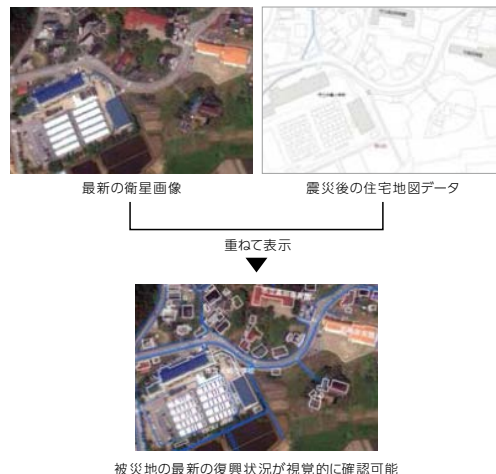 最新の衛星画像
震災後の住宅地図データ
重ねて表示
被災地の最新の復興状況が視覚的に確認可能